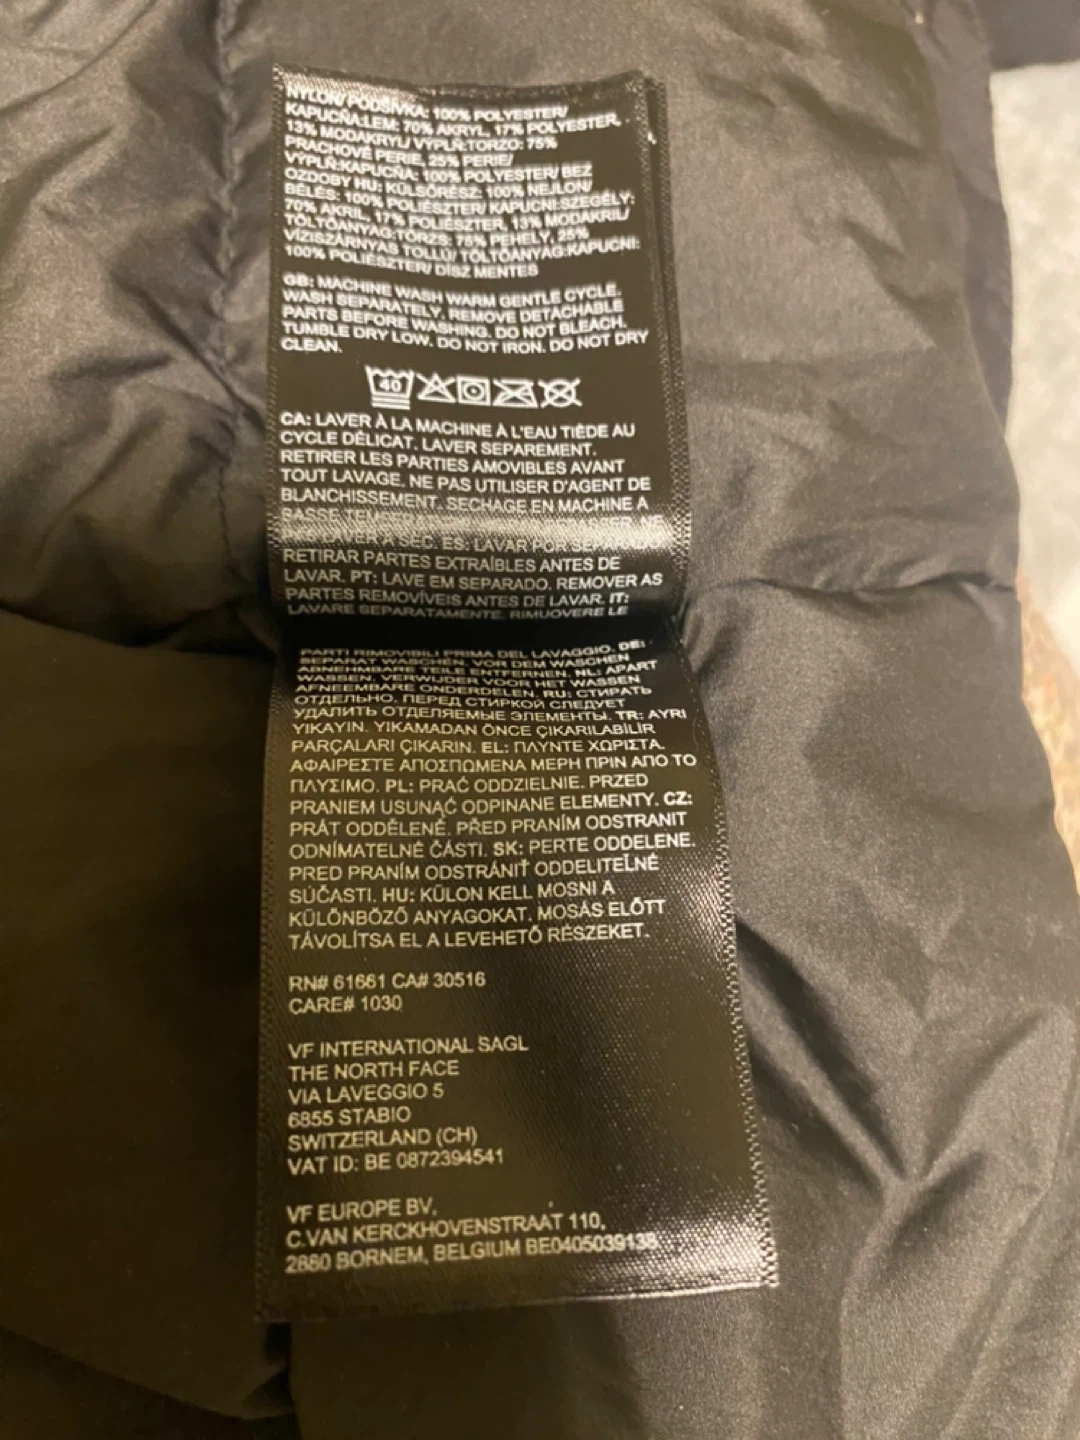 NYLON/ PODŠÍVKA: 100% POLYESTER/
KAPUCŇA:LEM: 70% AKRYL, 17% POLYESTER,
13% MODAKRYL/ VÝPLŇ:TORZO: 75%
PRACHOVÉ PERIE, 25% PERIE/
VÝPLŇ:KAPUCŇA: 100% POLYESTER/ BEZ
OZDOBY HU: KÜLSŐRÉSZ: 100% NEJLON/
BÉLÉS: 100% POLIÉSZTER/ KAPUCNI:SZEGÉLY:
70% AKRIL, 17% POLIÉSZTER, 13% MODAKRIL/
TÖLTŐANYAG:TÖRZS: 75% PEHELY, 25%
VÍZISZÁRNYAS TOLLÚ/ TÖLTŐANYAG:KAPUCNI:
100% POLIÉSZTER/ DÍSZ MENTES
GB: MACHINE WASH WARM GENTLE CYCLE.
WASH SEPARATELY. REMOVE DETACHABLE
PARTS BEFORE WASHING. DO NOT BLEACH.
TUMBLE DRY LOW. DO NOT IRON. DO NOT DRY
CLEAN.
40
CA: LAVER À LA MACHINE À L'EAU TIÈDE AU
CYCLE DÉLICAT. LAVER SEPAREMENT.
RETIRER LES PARTIES AMOVIBLES AVANT
TOUT LAVAGE. NE PAS UTILISER D'AGENT DE
BLANCHISSEMENT. SECHAGE EN MACHINE A
BASSE
LAVER A SEC. ES: LAVAR POR
RETIRAR PARTES EXTRAÍBLES ANTES DE
LAVAR. PT: LAVE EM SEPARADO. REMOVER AS
PARTES REMOVÍVEIS ANTES DE LAVAR. IT:
LAVARE SEPARATAMENTE. RIMUOVERE LE
PARTI RIMOVIBILI PRIMA DEL LAVAGGIO. DE:
SEPARAT WASCHEN. VOR DEM WASCHEN
ABNEHMBARE TEILE ENTFERNEN. NL: APART
WASSEN. VERWIJDER VOOR HET WASSEN
AFNEEMBARE ONDERDELEN. RU: СТИРАТЬ
ОТДЕЛЬНО. ПЕРЕД СТИРКОЙ СЛЕДУЕТ
УДАЛИТЬ ОТДЕЛЯЕМЫЕ ЭЛЕМЕНТЫ. TR: AYRI
YIKAYIN. YIKAMADAN ÖNCE ÇIKARILABİLİR
PARÇALARI ÇIKARIN. EL: ΠΛΥΝΤΕ ΧΩΡΙΣΤΑ.
ΑΦΑΙΡΕΣΤΕ ΑΠΟΣΠΩΜΕΝΑ ΜΕΡΗ ΠΡΙΝ ΑΠΟ ΤΟ
ΠΛΥΣΙΜΟ. PL: PRAĆ ODDZIELNIE. PRZED
PRANIEM USUNĄĆ ODPINANE ELEMENTY. CZ:
PRÁT ODDĚLENĚ. PŘED PRANÍM ODSTRANIT
ODNÍMATELNÉ ČÁSTI. SK: PERTE ODDELENE.
PRED PRANÍM ODSTRÁNIŤ ODDELITEĽNÉ
SÚČASTI. HU: KÜLÖN KELL MOSNI A
KÜLÖNBÖZŐ ANYAGOKAT. MOSÁS ELŐTT
TÁVOLÍTSA EL A LEVEHETŐ RÉSZEKET.
RN# 61661 CA# 30516
CARE# 1030
VF INTERNATIONAL SAGL
THE NORTH FACE
VIA LAVEGGIO 5
6855 STABIO
SWITZERLAND (CH)
VAT ID: BE 0872394541
VF EUROPE BV,
C.VAN KERCKHOVENSTRAAT 110,
2880 BORNEM, BELGIUM BE0405039138